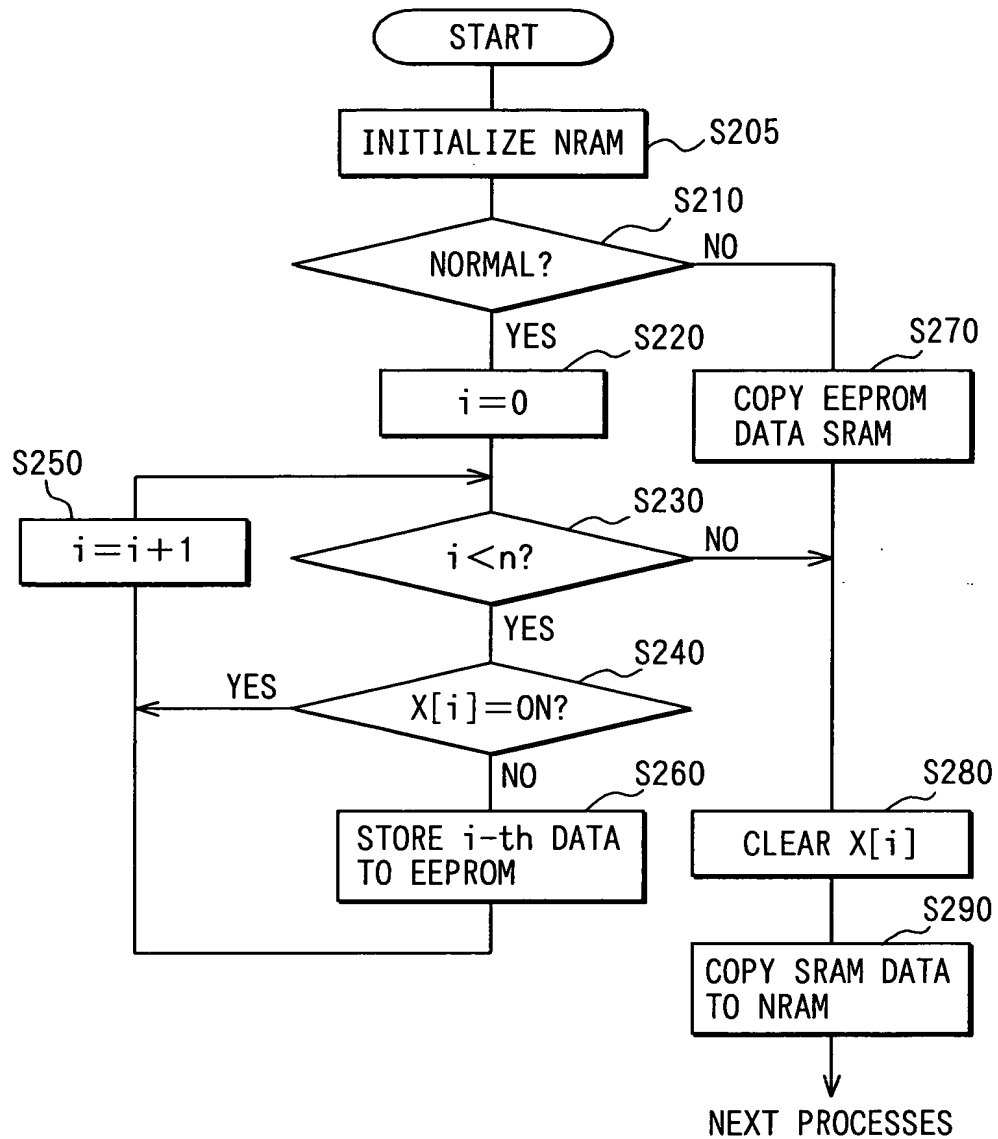 START
INITIALIZE NRAM
S205
S210
NORMAL?
NO
YES
S220
i=0
S270
COPY EEPROM
DATA SRAM
S250
i=i+1
S230
i<n?
NO
YES
S240
YES
X[i]=ON?
NO
S260
STORE i-th DATA
TO EEPROM
S280
CLEAR X[i]
S290
COPY SRAM DATA
TO NRAM
NEXT PROCESSES